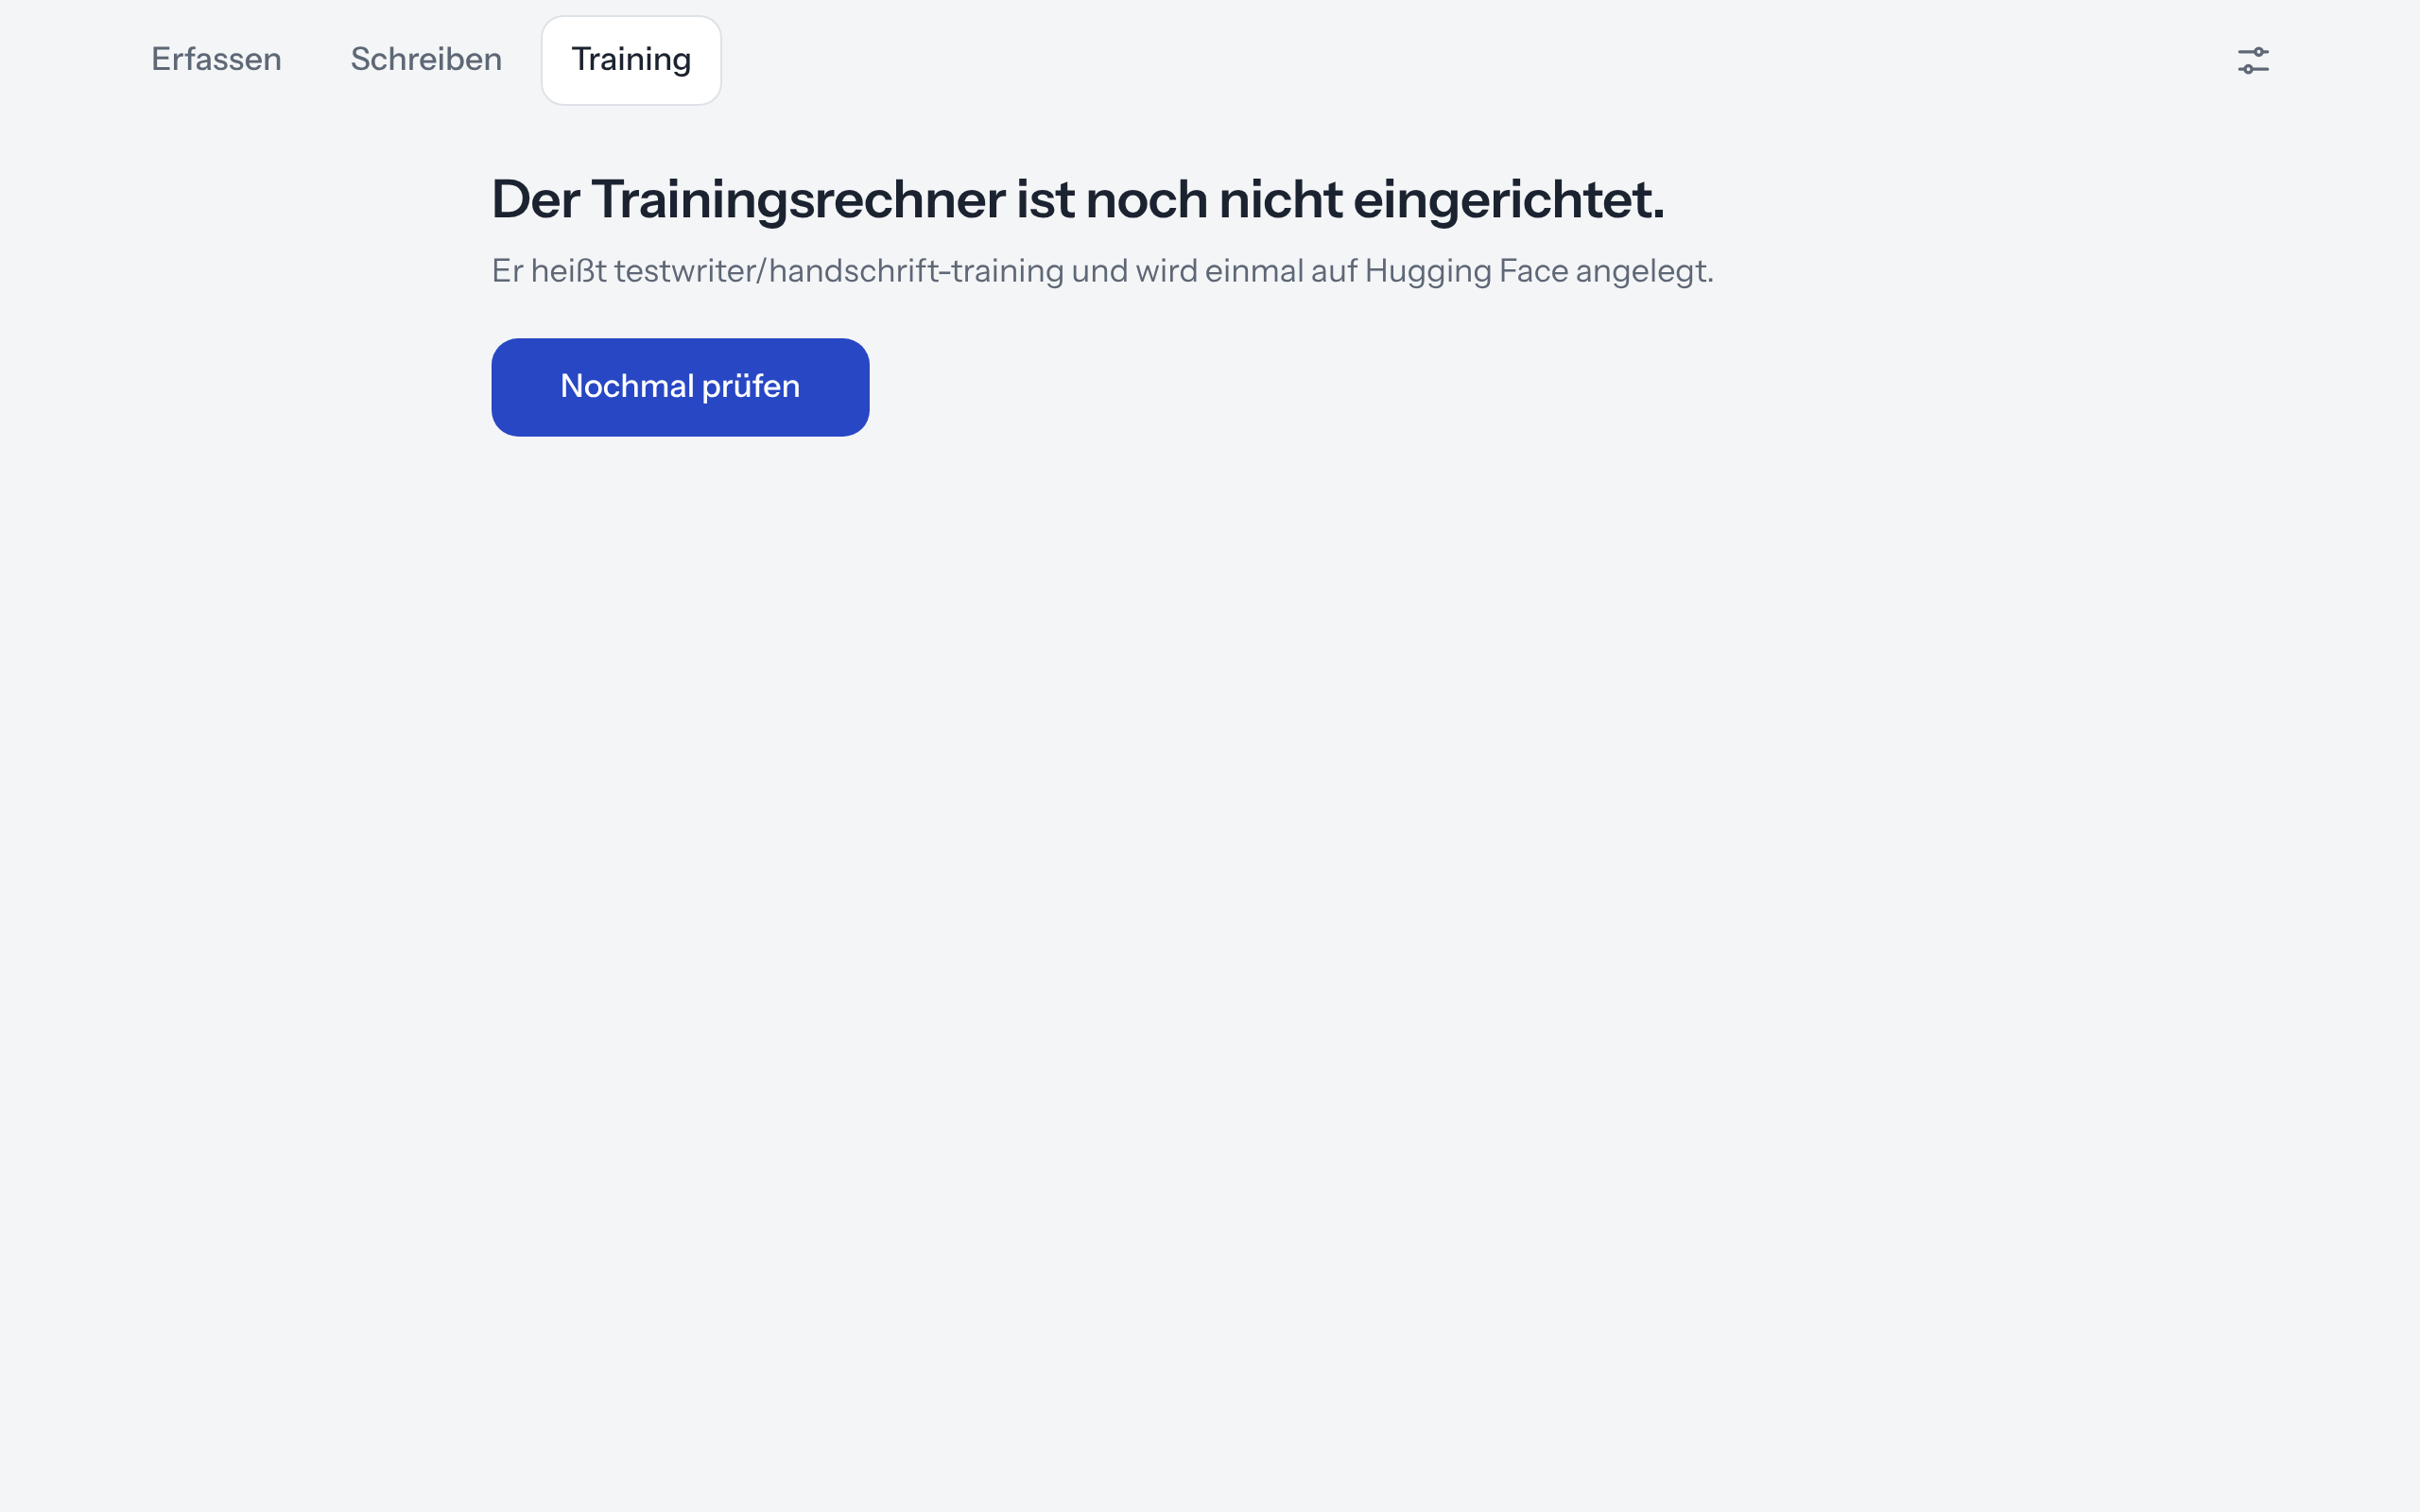 Erfassen Schreiben Training
Der Trainingsrechner ist noch nicht eingerichtet.
Er heißt testwriter/handschrift-training und wird einmal auf Hugging Face angelegt.
Nochmal prüfen